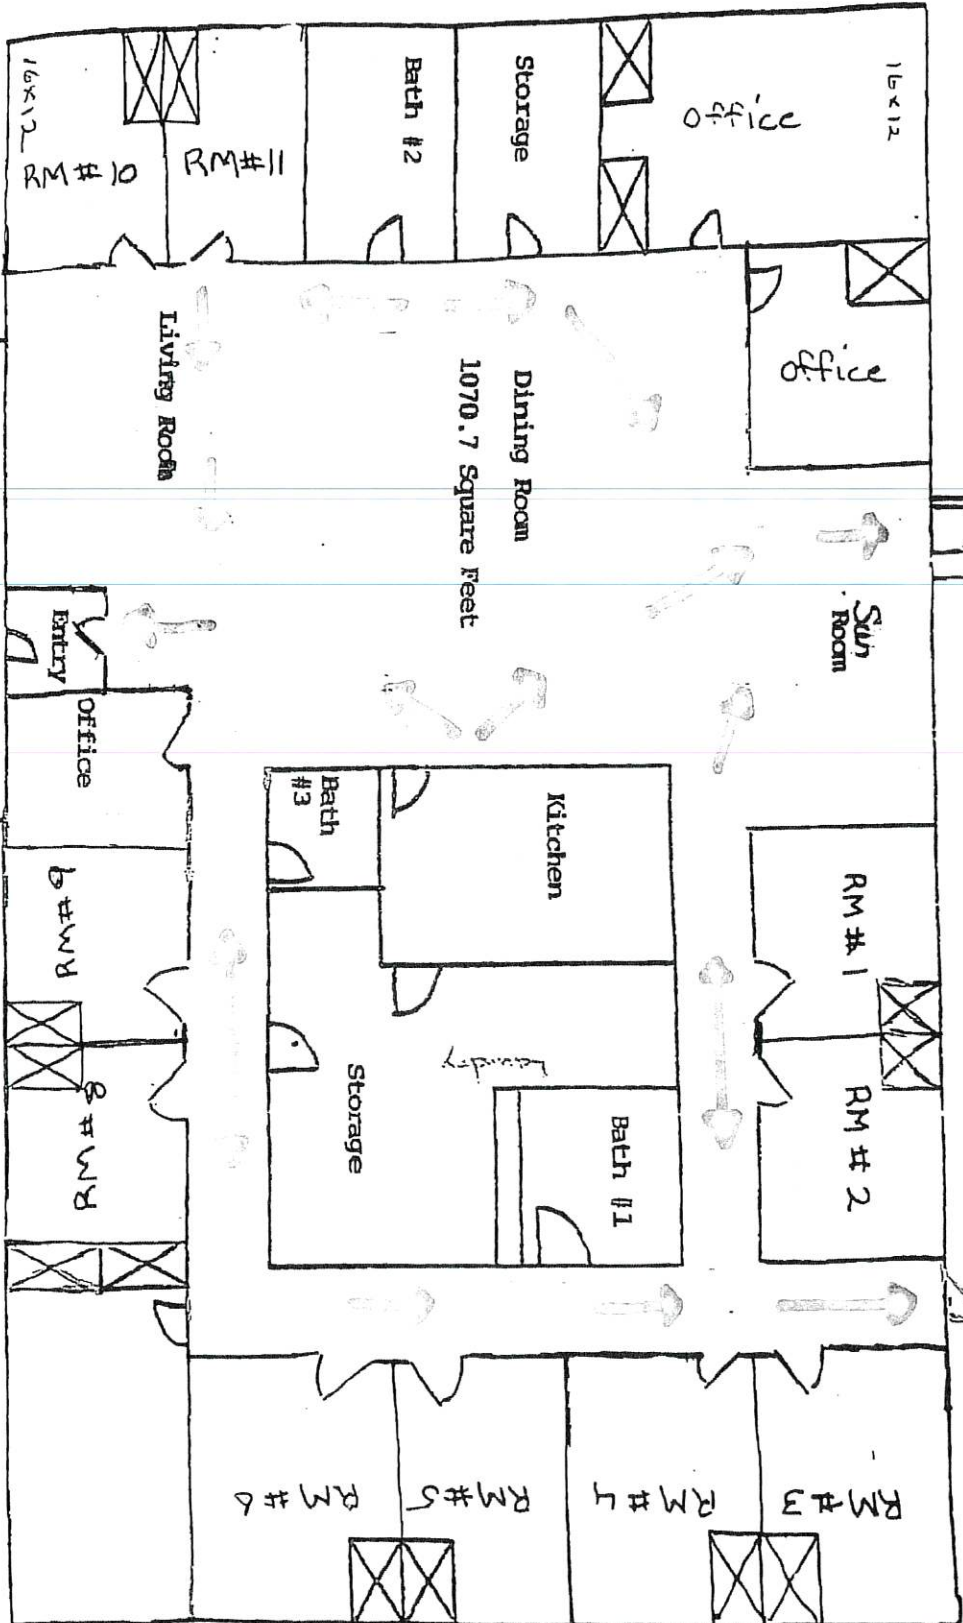 16x12
RM #10
RM #11
Bath #2
Storage
Office
16x12
Office
Living Room
Dining Room
1070.7 Square Feet
Sun
Room
Entry
Office
Bath
#3
Kitchen
RM #1
RM #9
Laundry
RM #2
RM #8
Storage
Bath #1
RM #6
RM #5
RM #4
RM #3